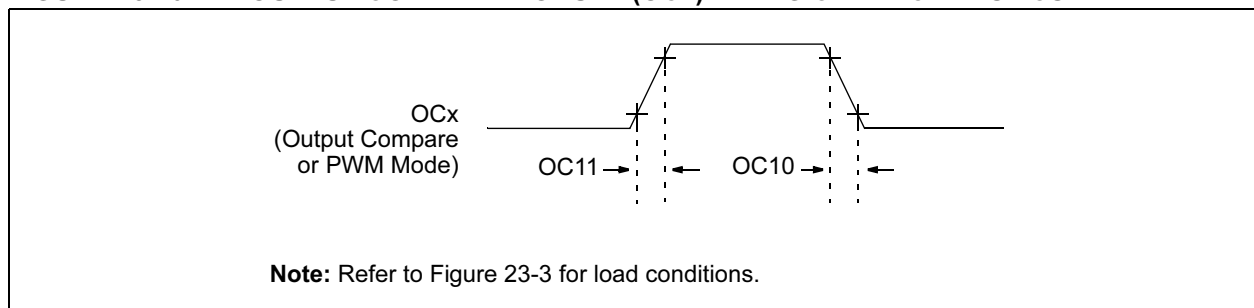 OCx
(Output Compare
or PWM Mode)
OC11
OC10
Note: Refer to Figure 23-3 for load conditions.